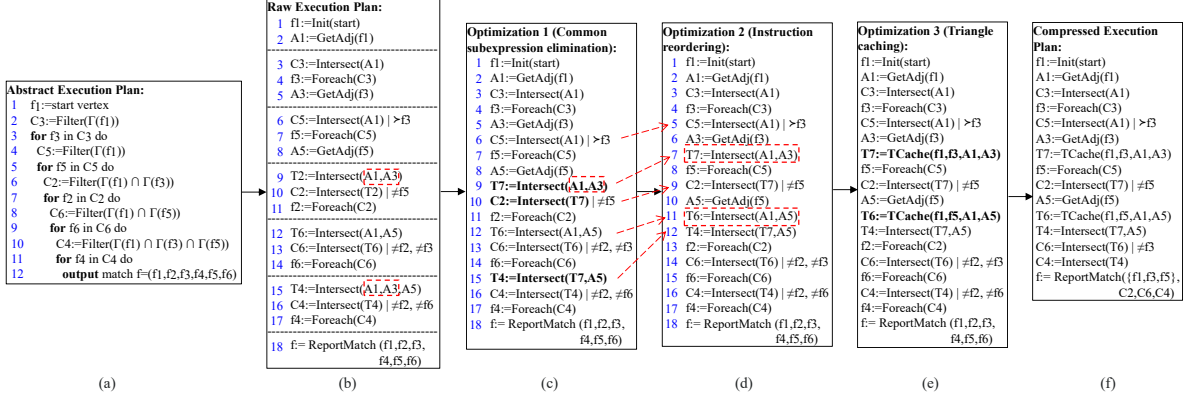 Abstract Execution Plan:
1 f1:=start vertex
2 C3:=Filter(Γ(f1))
3 for f3 in C3 do
4 C5:=Filter(Γ(f1))
5 for f5 in C5 do
6 C2:=Filter(Γ(f1) ∩ Γ(f3))
7 for f2 in C2 do
8 C6:=Filter(Γ(f1) ∩ Γ(f5))
9 for f6 in C6 do
10 C4:=Filter(Γ(f1) ∩ Γ(f3) ∩ Γ(f5))
11 for f4 in C4 do
12 output match f=(f1,f2,f3,f4,f5,f6)
(a)
Raw Execution Plan:
1 f1:=Init(start)
2 A1:=GetAdj(f1)
3 C3:=Intersect(A1)
4 f3:=Foreach(C3)
5 A3:=GetAdj(f3)
6 C5:=Intersect(A1) | ≻f3
7 f5:=Foreach(C5)
8 A5:=GetAdj(f5)
9 T2:=Intersect(A1,A3)
10 C2:=Intersect(T2) | ≠f5
11 f2:=Foreach(C2)
12 T6:=Intersect(A1,A5)
13 C6:=Intersect(T6) | ≠f2, ≠f3
14 f6:=Foreach(C6)
15 T4:=Intersect(A1,A3,A5)
16 C4:=Intersect(T4) | ≠f2, ≠f6
17 f4:=Foreach(C4)
18 f:= ReportMatch (f1,f2,f3,
f4,f5,f6)
(b)
Optimization 1 (Common
subexpression elimination):
1 f1:=Init(start)
2 A1:=GetAdj(f1)
3 C3:=Intersect(A1)
4 f3:=Foreach(C3)
5 A3:=GetAdj(f3)
6 C5:=Intersect(A1) | ≻f3
7 f5:=Foreach(C5)
8 A5:=GetAdj(f5)
9 T7:=Intersect(A1,A3)
10 C2:=Intersect(T7) | ≠f5
11 f2:=Foreach(C2)
12 T6:=Intersect(A1,A5)
13 C6:=Intersect(T6) | ≠f2, ≠f3
14 f6:=Foreach(C6)
15 T4:=Intersect(T7,A5)
16 C4:=Intersect(T4) | ≠f2, ≠f6
17 f4:=Foreach(C4)
18 f:= ReportMatch (f1,f2,f3,
f4,f5,f6)
(c)
Optimization 2 (Instruction
reordering):
1 f1:=Init(start)
2 A1:=GetAdj(f1)
3 C3:=Intersect(A1)
4 f3:=Foreach(C3)
5 C5:=Intersect(A1) | ≻f3
6 A3:=GetAdj(f3)
7 T7:=Intersect(A1,A3)
8 f5:=Foreach(C5)
9 C2:=Intersect(T7) | ≠f5
10 A5:=GetAdj(f5)
11 T6:=Intersect(A1,A5)
12 T4:=Intersect(T7,A5)
13 f2:=Foreach(C2)
14 C6:=Intersect(T6) | ≠f2, ≠f3
15 f6:=Foreach(C6)
16 C4:=Intersect(T4) | ≠f2, ≠f6
17 f4:=Foreach(C4)
18 f:= ReportMatch (f1,f2,f3,
f4,f5,f6)
(d)
Optimization 3 (Triangle
caching):
f1:=Init(start)
A1:=GetAdj(f1)
C3:=Intersect(A1)
f3:=Foreach(C3)
C5:=Intersect(A1) | ≻f3
A3:=GetAdj(f3)
T7:=TCache(f1,f3,A1,A3)
f5:=Foreach(C5)
C2:=Intersect(T7) | ≠f5
A5:=GetAdj(f5)
T6:=TCache(f1,f5,A1,A5)
T4:=Intersect(T7,A5)
f2:=Foreach(C2)
C6:=Intersect(T6) | ≠f2, ≠f3
f6:=Foreach(C6)
C4:=Intersect(T4) | ≠f2, ≠f6
f4:=Foreach(C4)
f:= ReportMatch (f1,f2,f3,
f4,f5,f6)
(e)
Compressed Execution
Plan:
f1:=Init(start)
A1:=GetAdj(f1)
C3:=Intersect(A1)
f3:=Foreach(C3)
C5:=Intersect(A1) | ≻f3
A3:=GetAdj(f3)
T7:=TCache(f1,f3,A1,A3)
f5:=Foreach(C5)
C2:=Intersect(T7) | ≠f5
A5:=GetAdj(f5)
T6:=TCache(f1,f5,A1,A5)
T4:=Intersect(T7,A5)
C6:=Intersect(T6) | ≠f3
C4:=Intersect(T4)
f:= ReportMatch({f1,f3,f5},
C2,C6,C4)
(f)